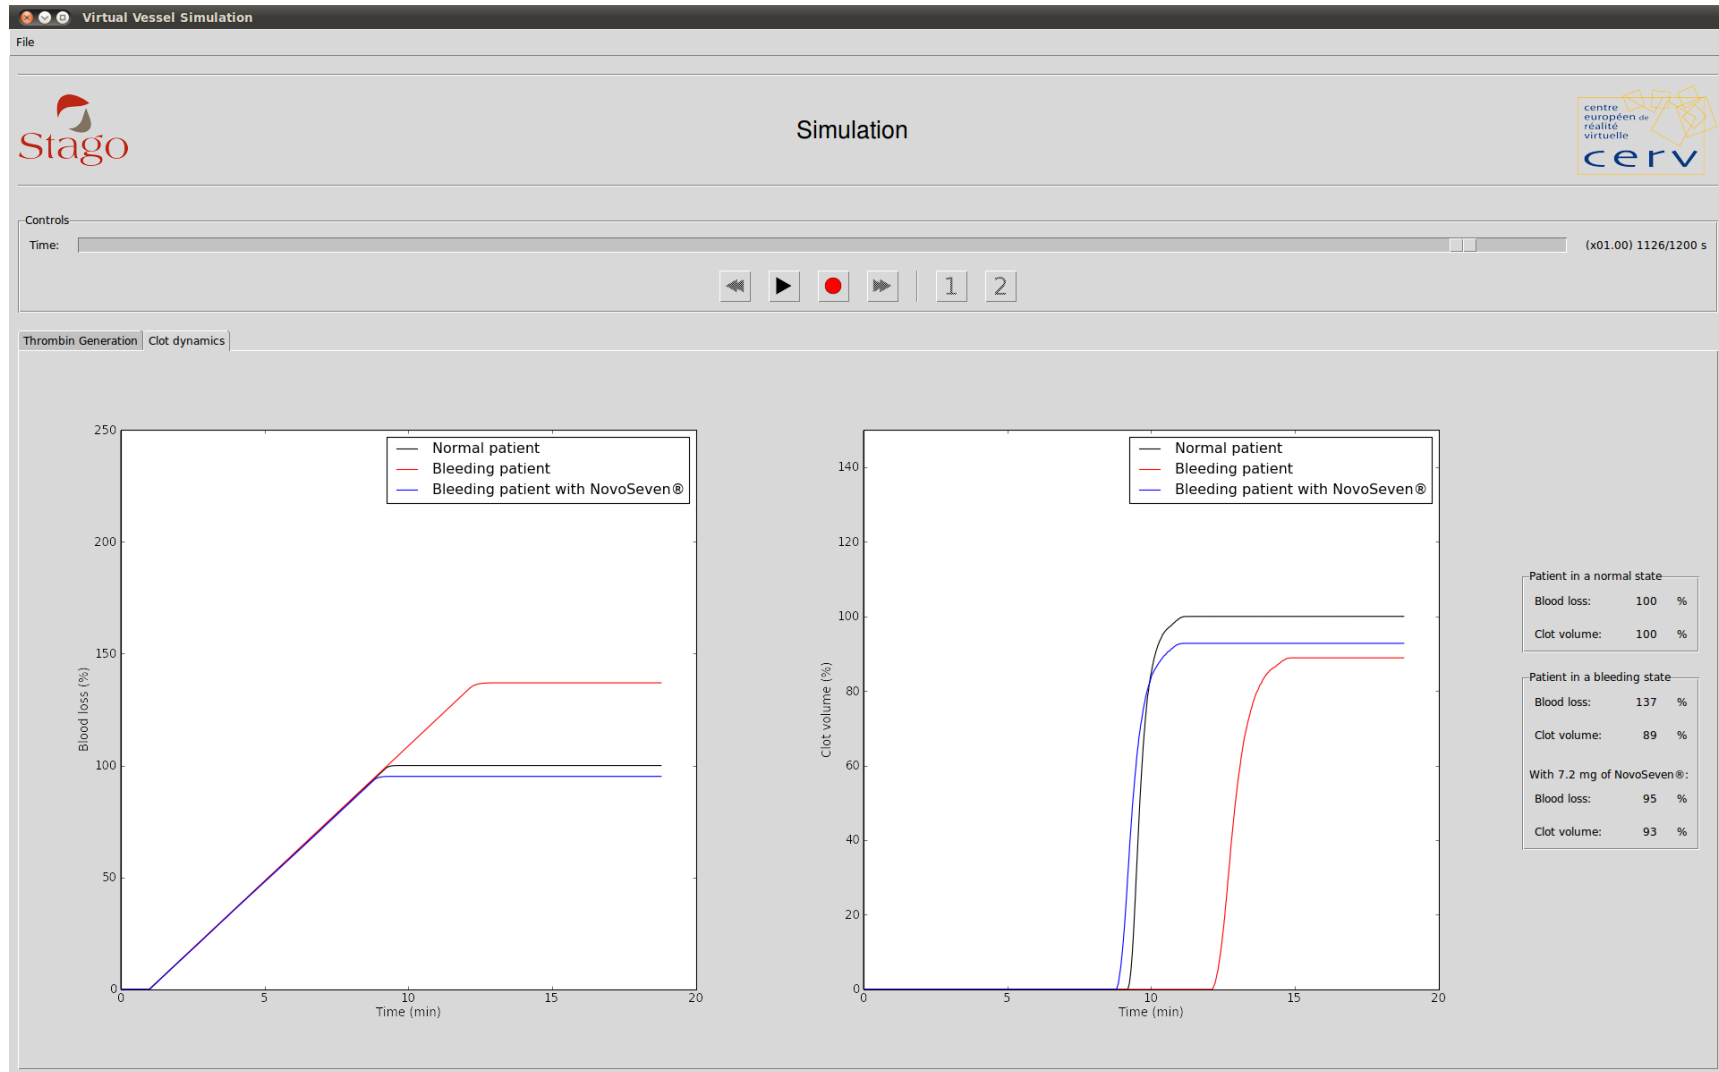 Virtual Vessel Simulation
File
Stago
Simulation
centre
européen de
réalité
virtuelle
cerv
Controls
Time:
(x01.00) 1126/1200 s
1 2
Thrombin Generation Clot dynamics
250
200
150
100
50
0
0 5 10 15 20
Blood loss (%)
Time (min)
Normal patient
Bleeding patient
Bleeding patient with NovoSeven®
140
120
100
80
60
40
20
0
0 5 10 15 20
Clot volume (%)
Time (min)
Normal patient
Bleeding patient
Bleeding patient with NovoSeven®
Patient in a normal state
Blood loss: 100 %
Clot volume: 100 %
Patient in a bleeding state
Blood loss: 137 %
Clot volume: 89 %
With 7.2 mg of NovoSeven®:
Blood loss: 95 %
Clot volume: 93 %